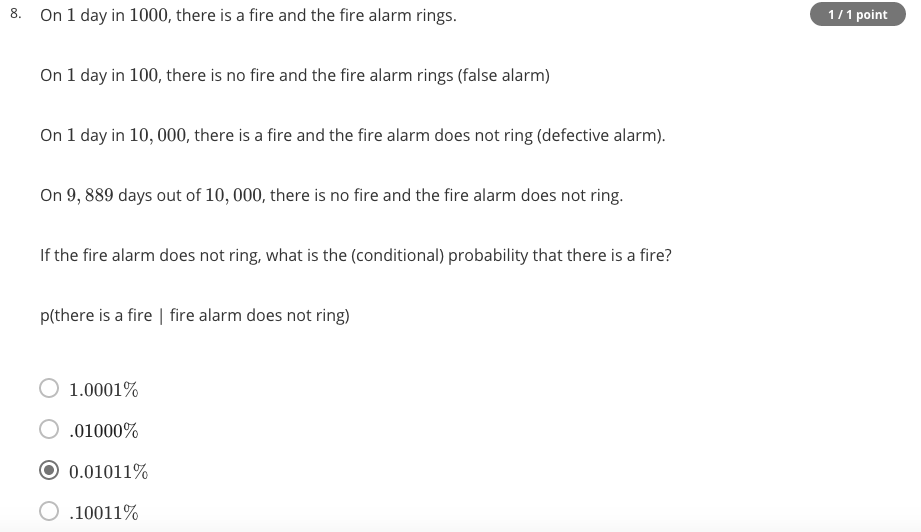 8. On 1 day in 1000, there is a fire and the fire alarm rings.
1 / 1 point
On 1 day in 100, there is no fire and the fire alarm rings (false alarm)
On 1 day in 10, 000, there is a fire and the fire alarm does not ring (defective alarm).
On 9, 889 days out of 10, 000, there is no fire and the fire alarm does not ring.
If the fire alarm does not ring, what is the (conditional) probability that there is a fire?
p(there is a fire | fire alarm does not ring)
1.0001%
.01000%
0.01011%
.10011%